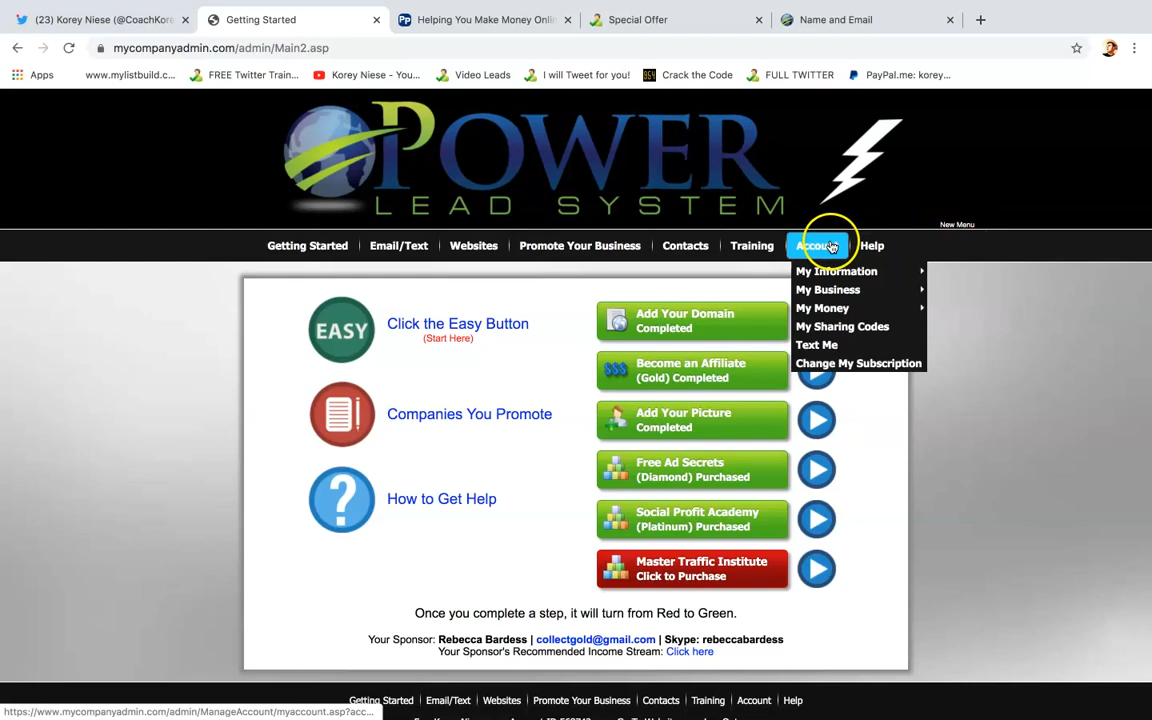 (23) Korey Niese (@CoachKore
Getting Started
Pp Helping You Make Money Onlin
Special Offer
Name and Email
mycompanyadmin.com/admin/Main2.asp
Apps www.mylistbuild.c... FREE Twitter Train... Korey Niese - You... Video Leads I will Tweet for you! Crack the Code FULL TWITTER PayPal.me: korey...
POWER
LEAD SYSTEM
New Menu
Getting Started Email/Text Websites Promote Your Business Contacts Training Account Help
My Information
My Business
My Money
My Sharing Codes
Text Me
Change My Subscription
EASY
Click the Easy Button
(Start Here)
Companies You Promote
?
How to Get Help
Add Your Domain
Completed
$$$ Become an Affiliate
(Gold) Completed
Add Your Picture
Completed
Free Ad Secrets
(Diamond) Purchased
Social Profit Academy
(Platinum) Purchased
Master Traffic Institute
Click to Purchase
Once you complete a step, it will turn from Red to Green.
Your Sponsor: Rebecca Bardess | collectgold@gmail.com | Skype: rebeccabardess
Your Sponsor's Recommended Income Stream: Click here
Getting Started | Email/Text | Websites | Promote Your Business | Contacts | Training | Account | Help
https://www.mycompanyadmin.com/admin/ManageAccount/myaccount.asp?acc...